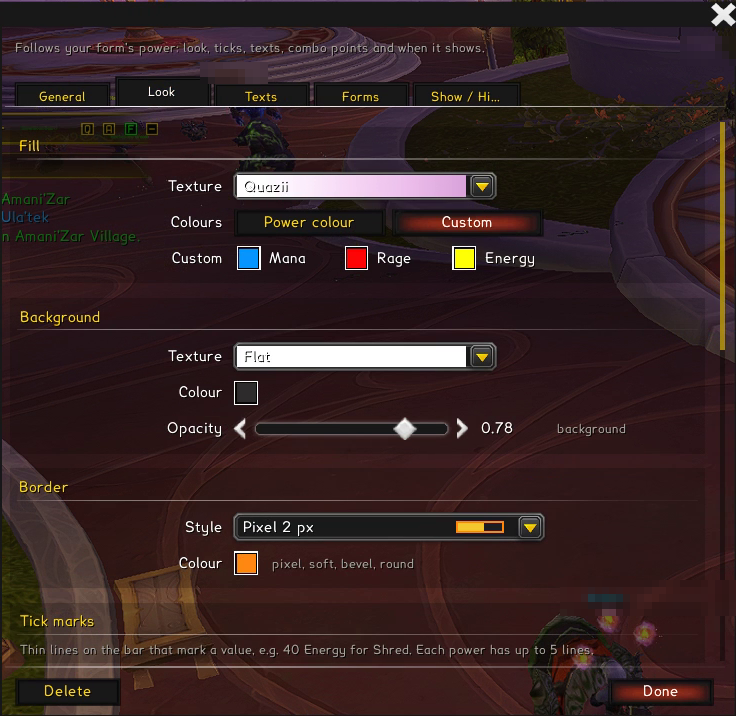 Follows your form's power: look, ticks, texts, combo points and when it shows.
General Look Texts Forms Show / Hi...
Q A F
Fill
Amani'Zar
Ula'tek
n Amani'Zar Village.
Texture Quazii
Colours Power colour Custom
Custom Mana Rage Energy
Background
Texture Flat
Colour
Opacity 0.78 background
Border
Style Pixel 2 px
Colour pixel, soft, bevel, round
Tick marks
Thin lines on the bar that mark a value, e.g. 40 Energy for Shred. Each power has up to 5 lines.
Delete Done